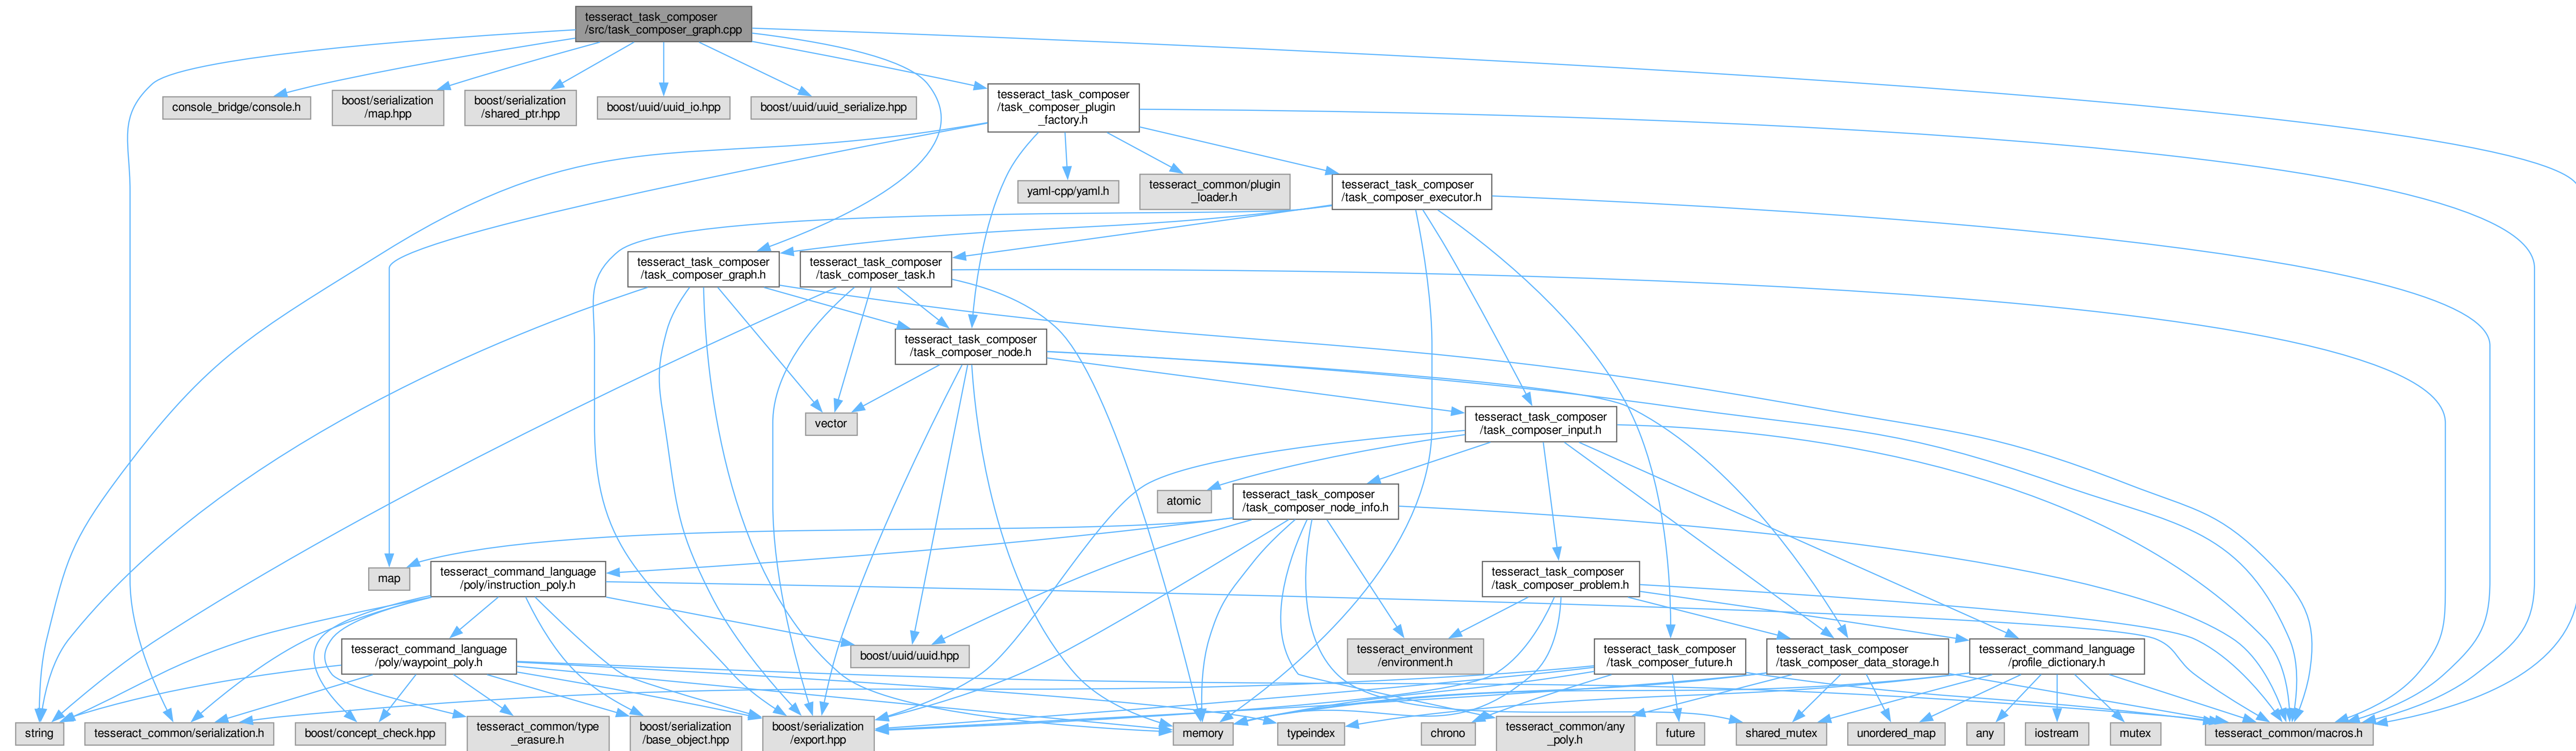 tesseract_task_composer
/src/task_composer_graph.cpp
console_bridge/console.h
boost/serialization
/map.hpp
boost/serialization
/shared_ptr.hpp
boost/uuid/uuid_io.hpp
boost/uuid/uuid_serialize.hpp
tesseract_task_composer
/task_composer_plugin
_factory.h
yaml-cpp/yaml.h
tesseract_common/plugin
_loader.h
tesseract_task_composer
/task_composer_executor.h
tesseract_task_composer
/task_composer_graph.h
tesseract_task_composer
/task_composer_task.h
tesseract_task_composer
/task_composer_node.h
vector
tesseract_task_composer
/task_composer_input.h
atomic
tesseract_task_composer
/task_composer_node_info.h
map
tesseract_command_language
/poly/instruction_poly.h
tesseract_task_composer
/task_composer_problem.h
tesseract_command_language
/poly/waypoint_poly.h
boost/uuid/uuid.hpp
tesseract_environment
/environment.h
tesseract_task_composer
/task_composer_future.h
tesseract_task_composer
/task_composer_data_storage.h
tesseract_command_language
/profile_dictionary.h
string
tesseract_common/serialization.h
boost/concept_check.hpp
tesseract_common/type
_erasure.h
boost/serialization
/base_object.hpp
boost/serialization
/export.hpp
memory
typeindex
chrono
tesseract_common/any
_poly.h
future
shared_mutex
unordered_map
any
iostream
mutex
tesseract_common/macros.h